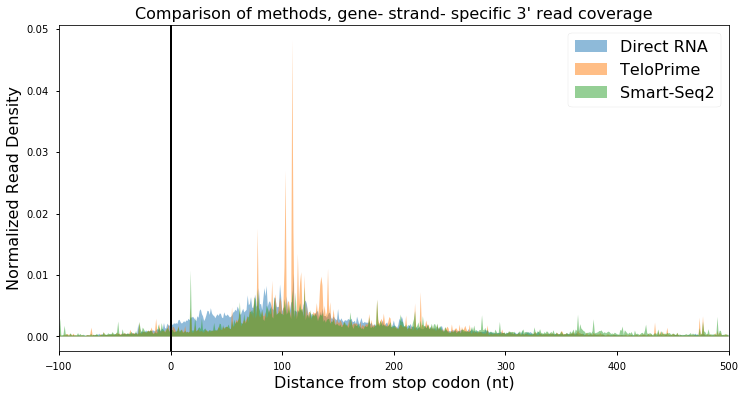 Comparison of methods, gene- strand- specific 3' read coverage
Normalized Read Density
0.05
0.04
0.03
0.02
0.01
0.00
Direct RNA
TeloPrime
Smart-Seq2
−100 0 100 200 300 400 500
Distance from stop codon (nt)